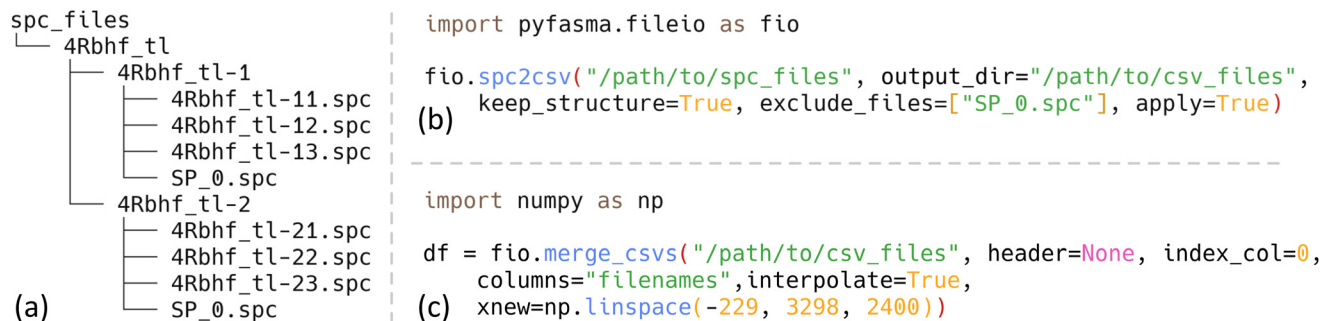 spc_files
4Rbhf_tl
4Rbhf_tl-1
4Rbhf_tl-11.spc
4Rbhf_tl-12.spc
4Rbhf_tl-13.spc
SP_0.spc
4Rbhf_tl-2
4Rbhf_tl-21.spc
4Rbhf_tl-22.spc
4Rbhf_tl-23.spc
SP_0.spc
(a)
import pyfasma.fileio as fio
fio.spc2csv("/path/to/spc_files", output_dir="/path/to/csv_files",
keep_structure=True, exclude_files=["SP_0.spc"], apply=True)
(b)
import numpy as np
df = fio.merge_csvs("/path/to/csv_files", header=None, index_col=0,
columns="filenames",interpolate=True,
xnew=np.linspace(-229, 3298, 2400))
(c)